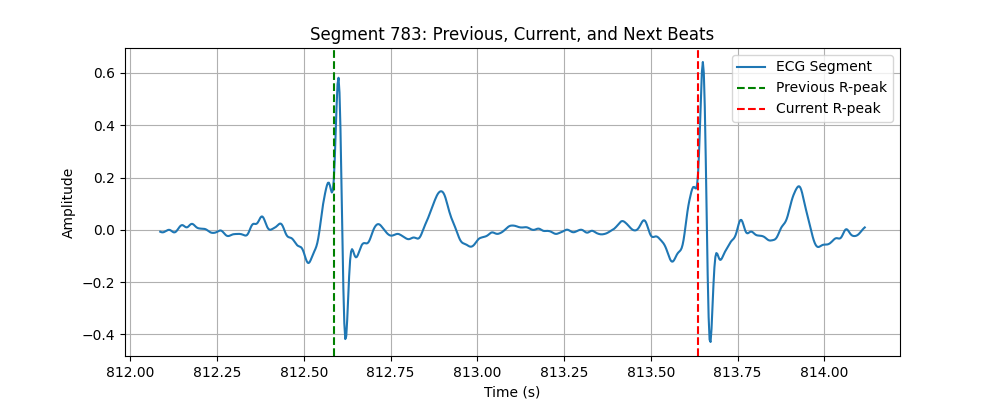 Segment 783: Previous, Current, and Next Beats
ECG Segment
Previous R-peak
Current R-peak
Amplitude
0.6
0.4
0.2
0.0
−0.2
−0.4
812.00 812.25 812.50 812.75 813.00 813.25 813.50 813.75 814.00
Time (s)